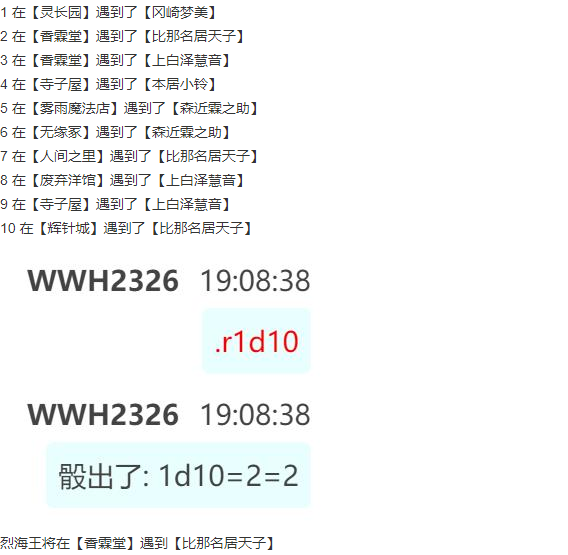 1 在【灵长园】遇到了【冈崎梦美】
2 在【香霖堂】遇到了【比那名居天子】
3 在【香霖堂】遇到了【上白泽慧音】
4 在【寺子屋】遇到了【本居小铃】
5 在【雾雨魔法店】遇到了【森近霖之助】
6 在【无缘冢】遇到了【森近霖之助】
7 在【人间之里】遇到了【比那名居天子】
8 在【废弃洋馆】遇到了【上白泽慧音】
9 在【寺子屋】遇到了【上白泽慧音】
10 在【辉针城】遇到了【比那名居天子】
WWH2326 19:08:38
.r1d10
WWH2326 19:08:38
骰出了: 1d10=2=2
烈海王将在【香霖堂】遇到【比那名居天子】